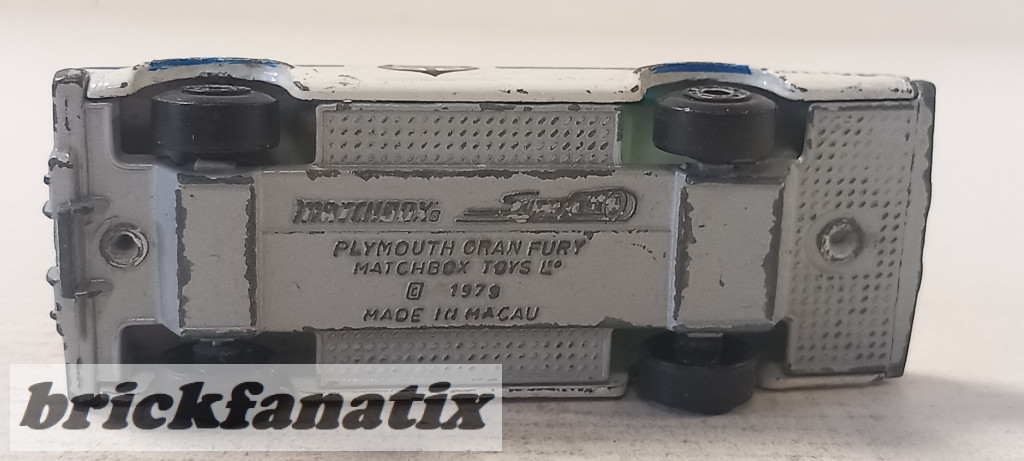 MATCHBOX®
PLYMOUTH GRAN FURY
MATCHBOX TOYS Ltd
© 1979
MADE IN MACAU
brickfanatix